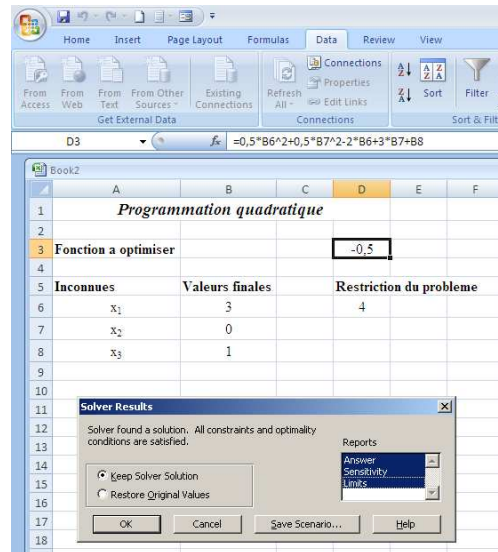 Home Insert Page Layout Formulas Data Review View
From Access From Web From Text From Other Sources Existing Connections Refresh All Connections Properties Edit Links Sort Filter
Get External Data Connections Sort & Filt
D3 fx =0,5*B6^2+0,5*B7^2-2*B6+3*B7+B8
Book2
A B C D E F
1 Programmation quadratique
2
3 Fonction a optimiser -0,5
4
5 Inconnues Valeurs finales Restriction du probleme
6 x₁ 3 4
7 x₂ 0
8 x₃ 1
9
10
11
12
13
14
15
16
17
18
Solver Results
Solver found a solution. All constraints and optimality
conditions are satisfied.
Reports
Answer
Sensitivity
Limits
Keep Solver Solution
Restore Original Values
OK Cancel Save Scenario... Help